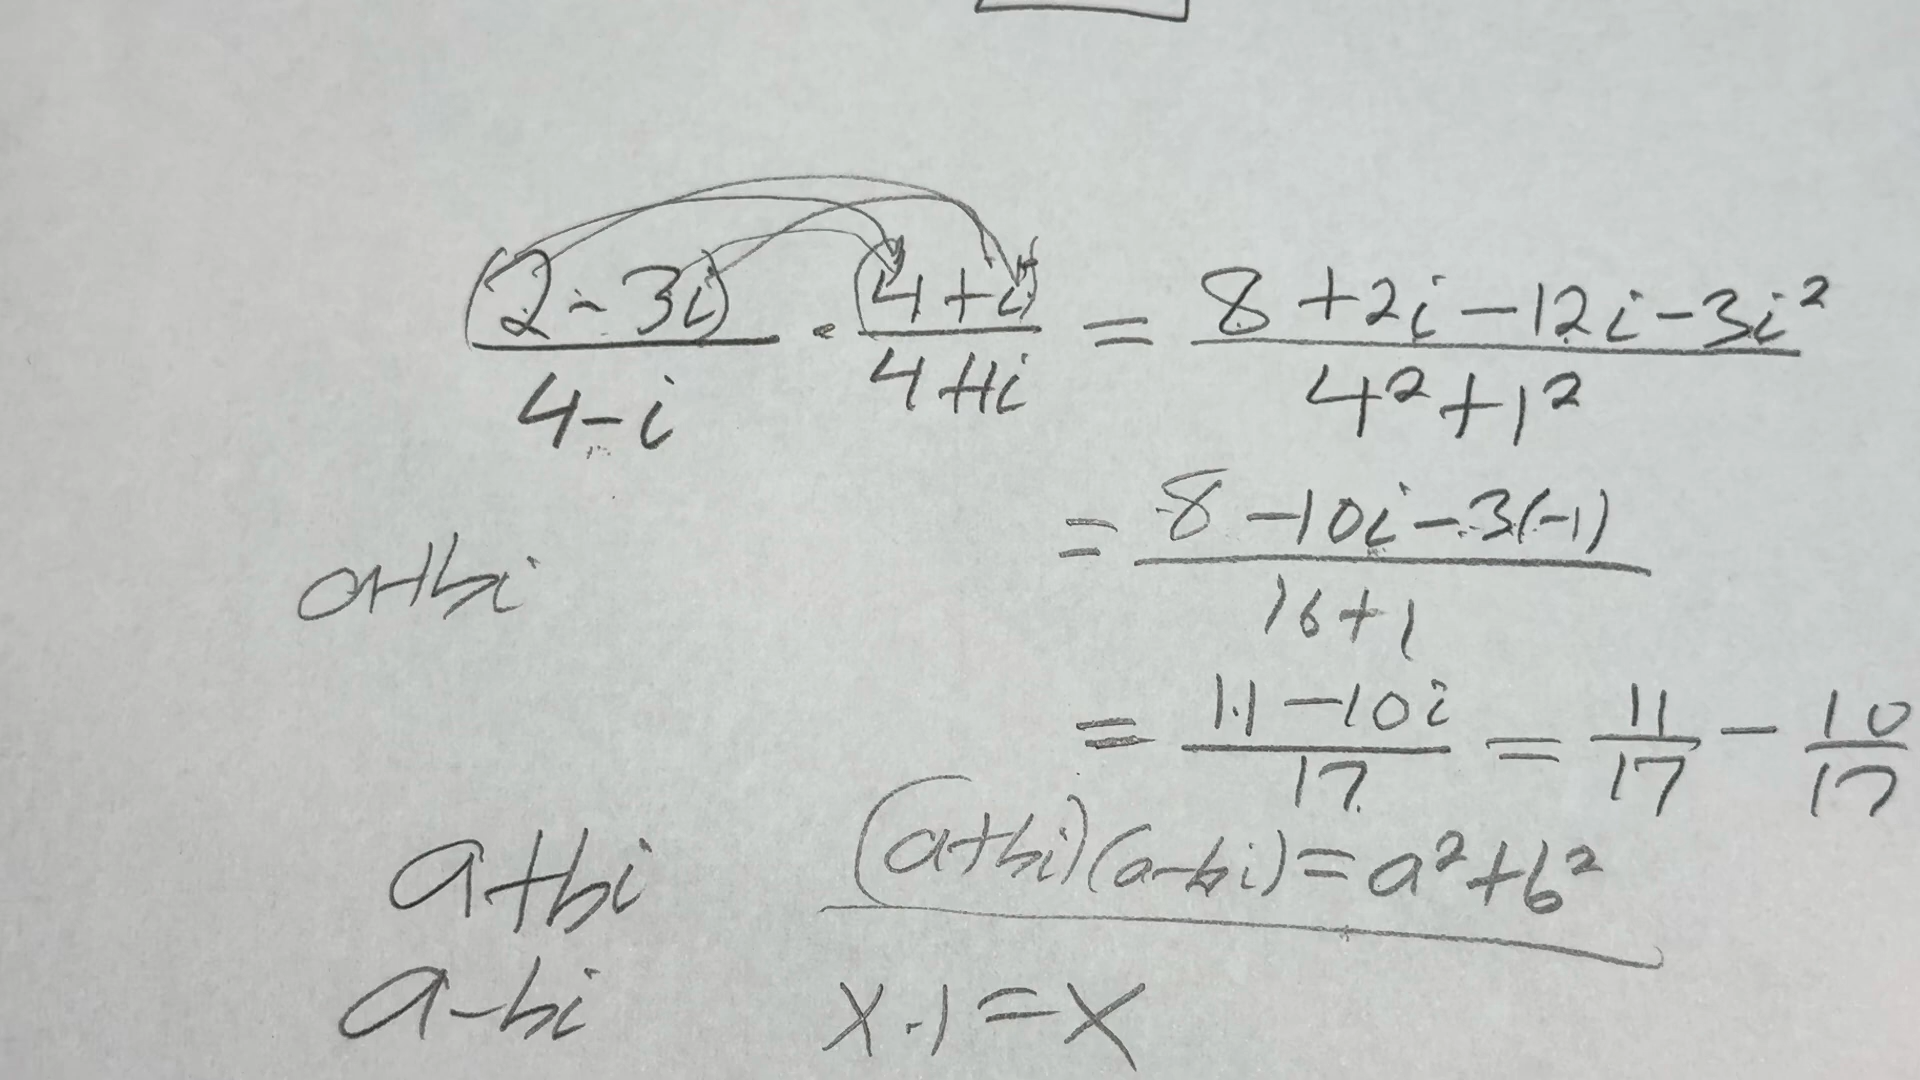 (2-3i)/(4-i) · (4+i)/(4+1i) = (8+2i-12i-3i²)/(4²+1²)
= (8-10i-3(-1))/(16+1)
a+bi
= (11-10i)/17 = 11/17 - 10/17
a+bi (a+bi)(a-bi)=a²+b²
a-bi x·1=x